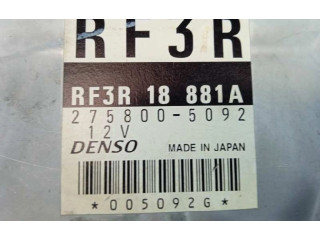 RF3R
RF3R 18 881A
275800-5092
12V
DENSO MADE IN JAPAN
*005092G*